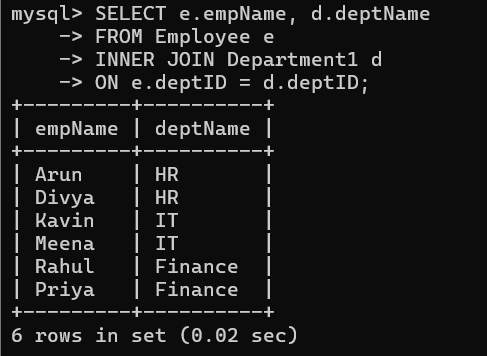 mysql> SELECT e.empName, d.deptName
    -> FROM Employee e
    -> INNER JOIN Department1 d
    -> ON e.deptID = d.deptID;
+---------+----------+
| empName | deptName |
+---------+----------+
| Arun    | HR       |
| Divya   | HR       |
| Kavin   | IT       |
| Meena   | IT       |
| Rahul   | Finance  |
| Priya   | Finance  |
+---------+----------+
6 rows in set (0.02 sec)